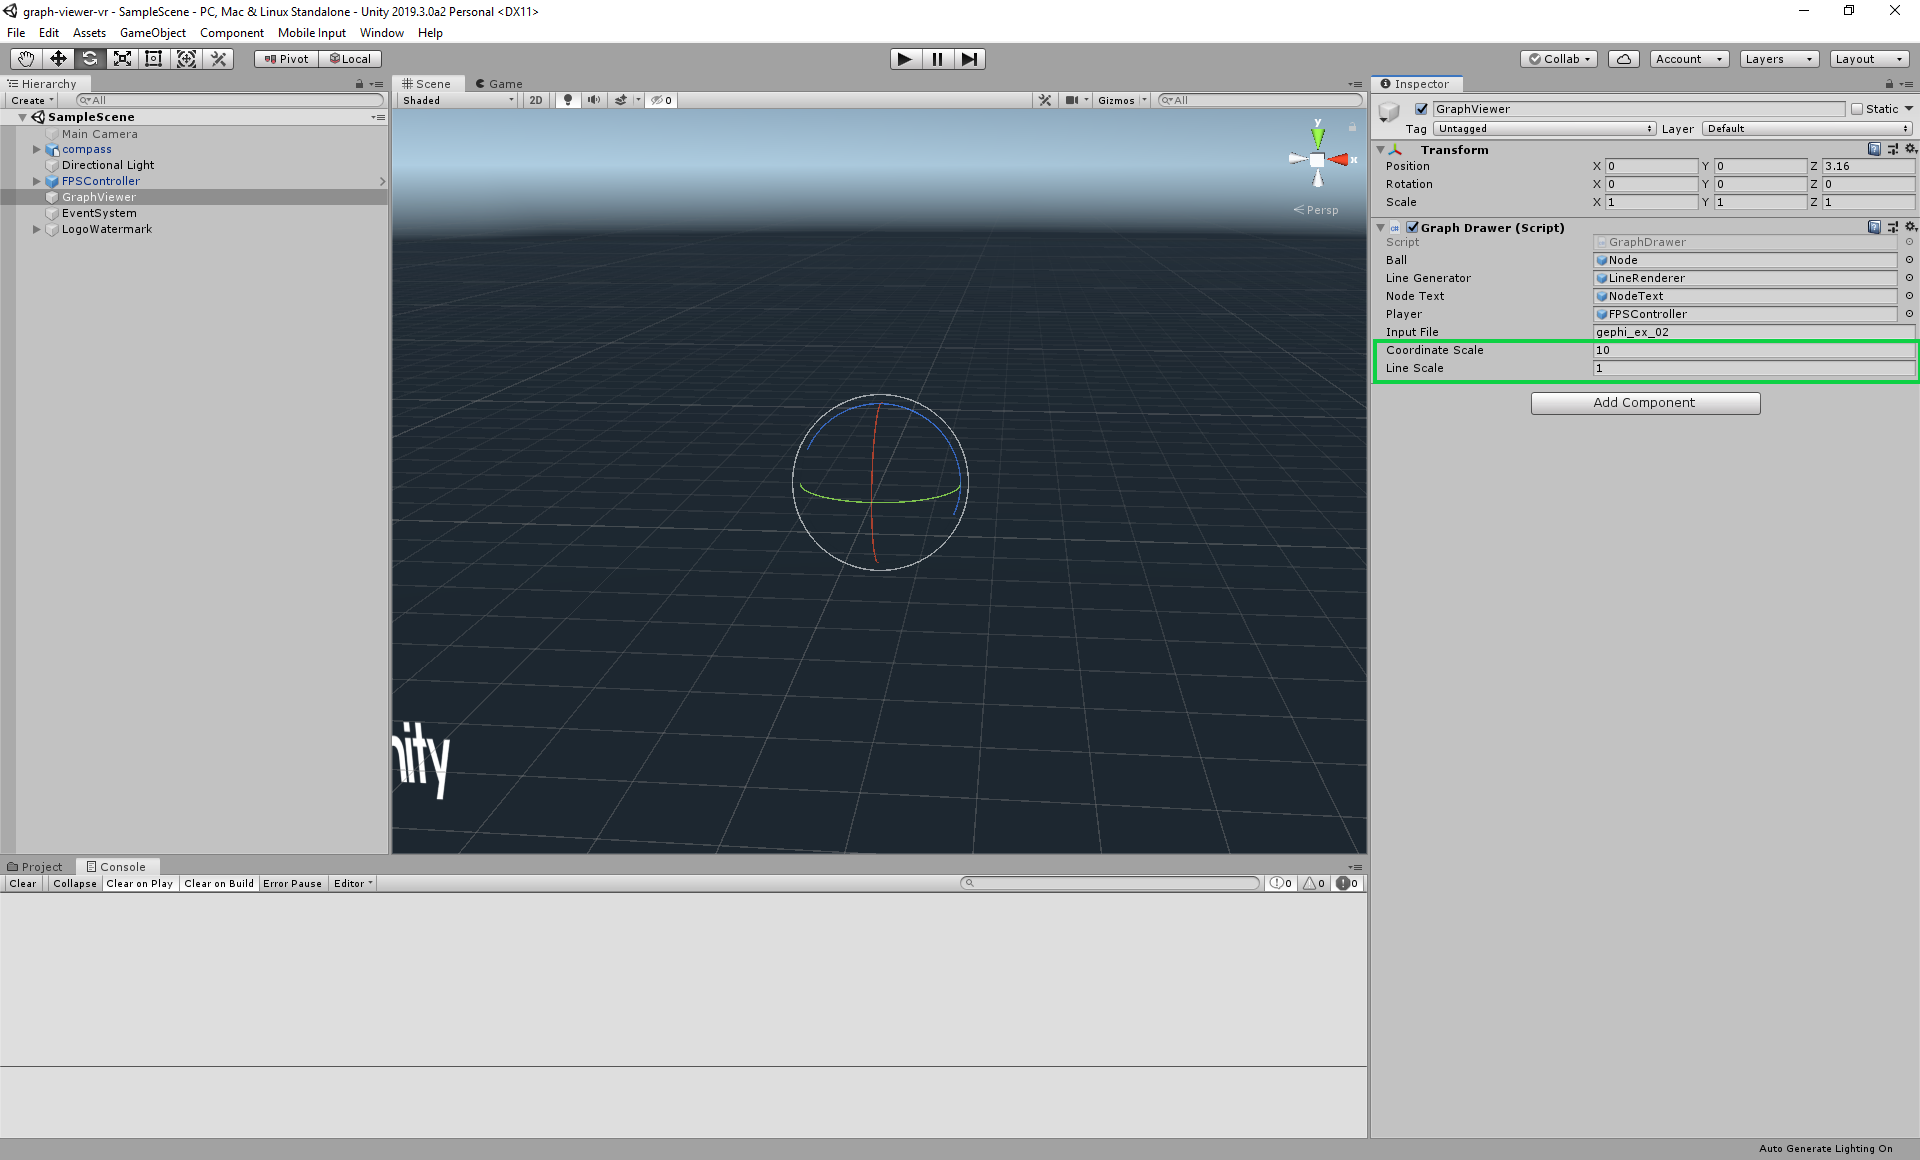 graph-viewer-vr - SampleScene - PC, Mac & Linux Standalone - Unity 2019.3.0a2 Personal <DX11>
File Edit Assets GameObject Component Mobile Input Window Help
Pivot Local Collab Account Layers Layout
Hierarchy
Create All
SampleScene
Main Camera
compass
Directional Light
FPSController
GraphViewer
EventSystem
LogoWatermark
Scene Game
Shaded 2D 0 Gizmos All
y
x
Persp
nity
Inspector
GraphViewer Static
Tag Untagged Layer Default
Transform
Position X 0 Y 0 Z 3.16
Rotation X 0 Y 0 Z 0
Scale X 1 Y 1 Z 1
Graph Drawer (Script)
Script GraphDrawer
Ball Node
Line Generator LineRenderer
Node Text NodeText
Player FPSController
Input File gephi_ex_02
Coordinate Scale 10
Line Scale 1
Add Component
Project Console
Clear Collapse Clear on Play Clear on Build Error Pause Editor 0 0 0
Auto Generate Lighting On